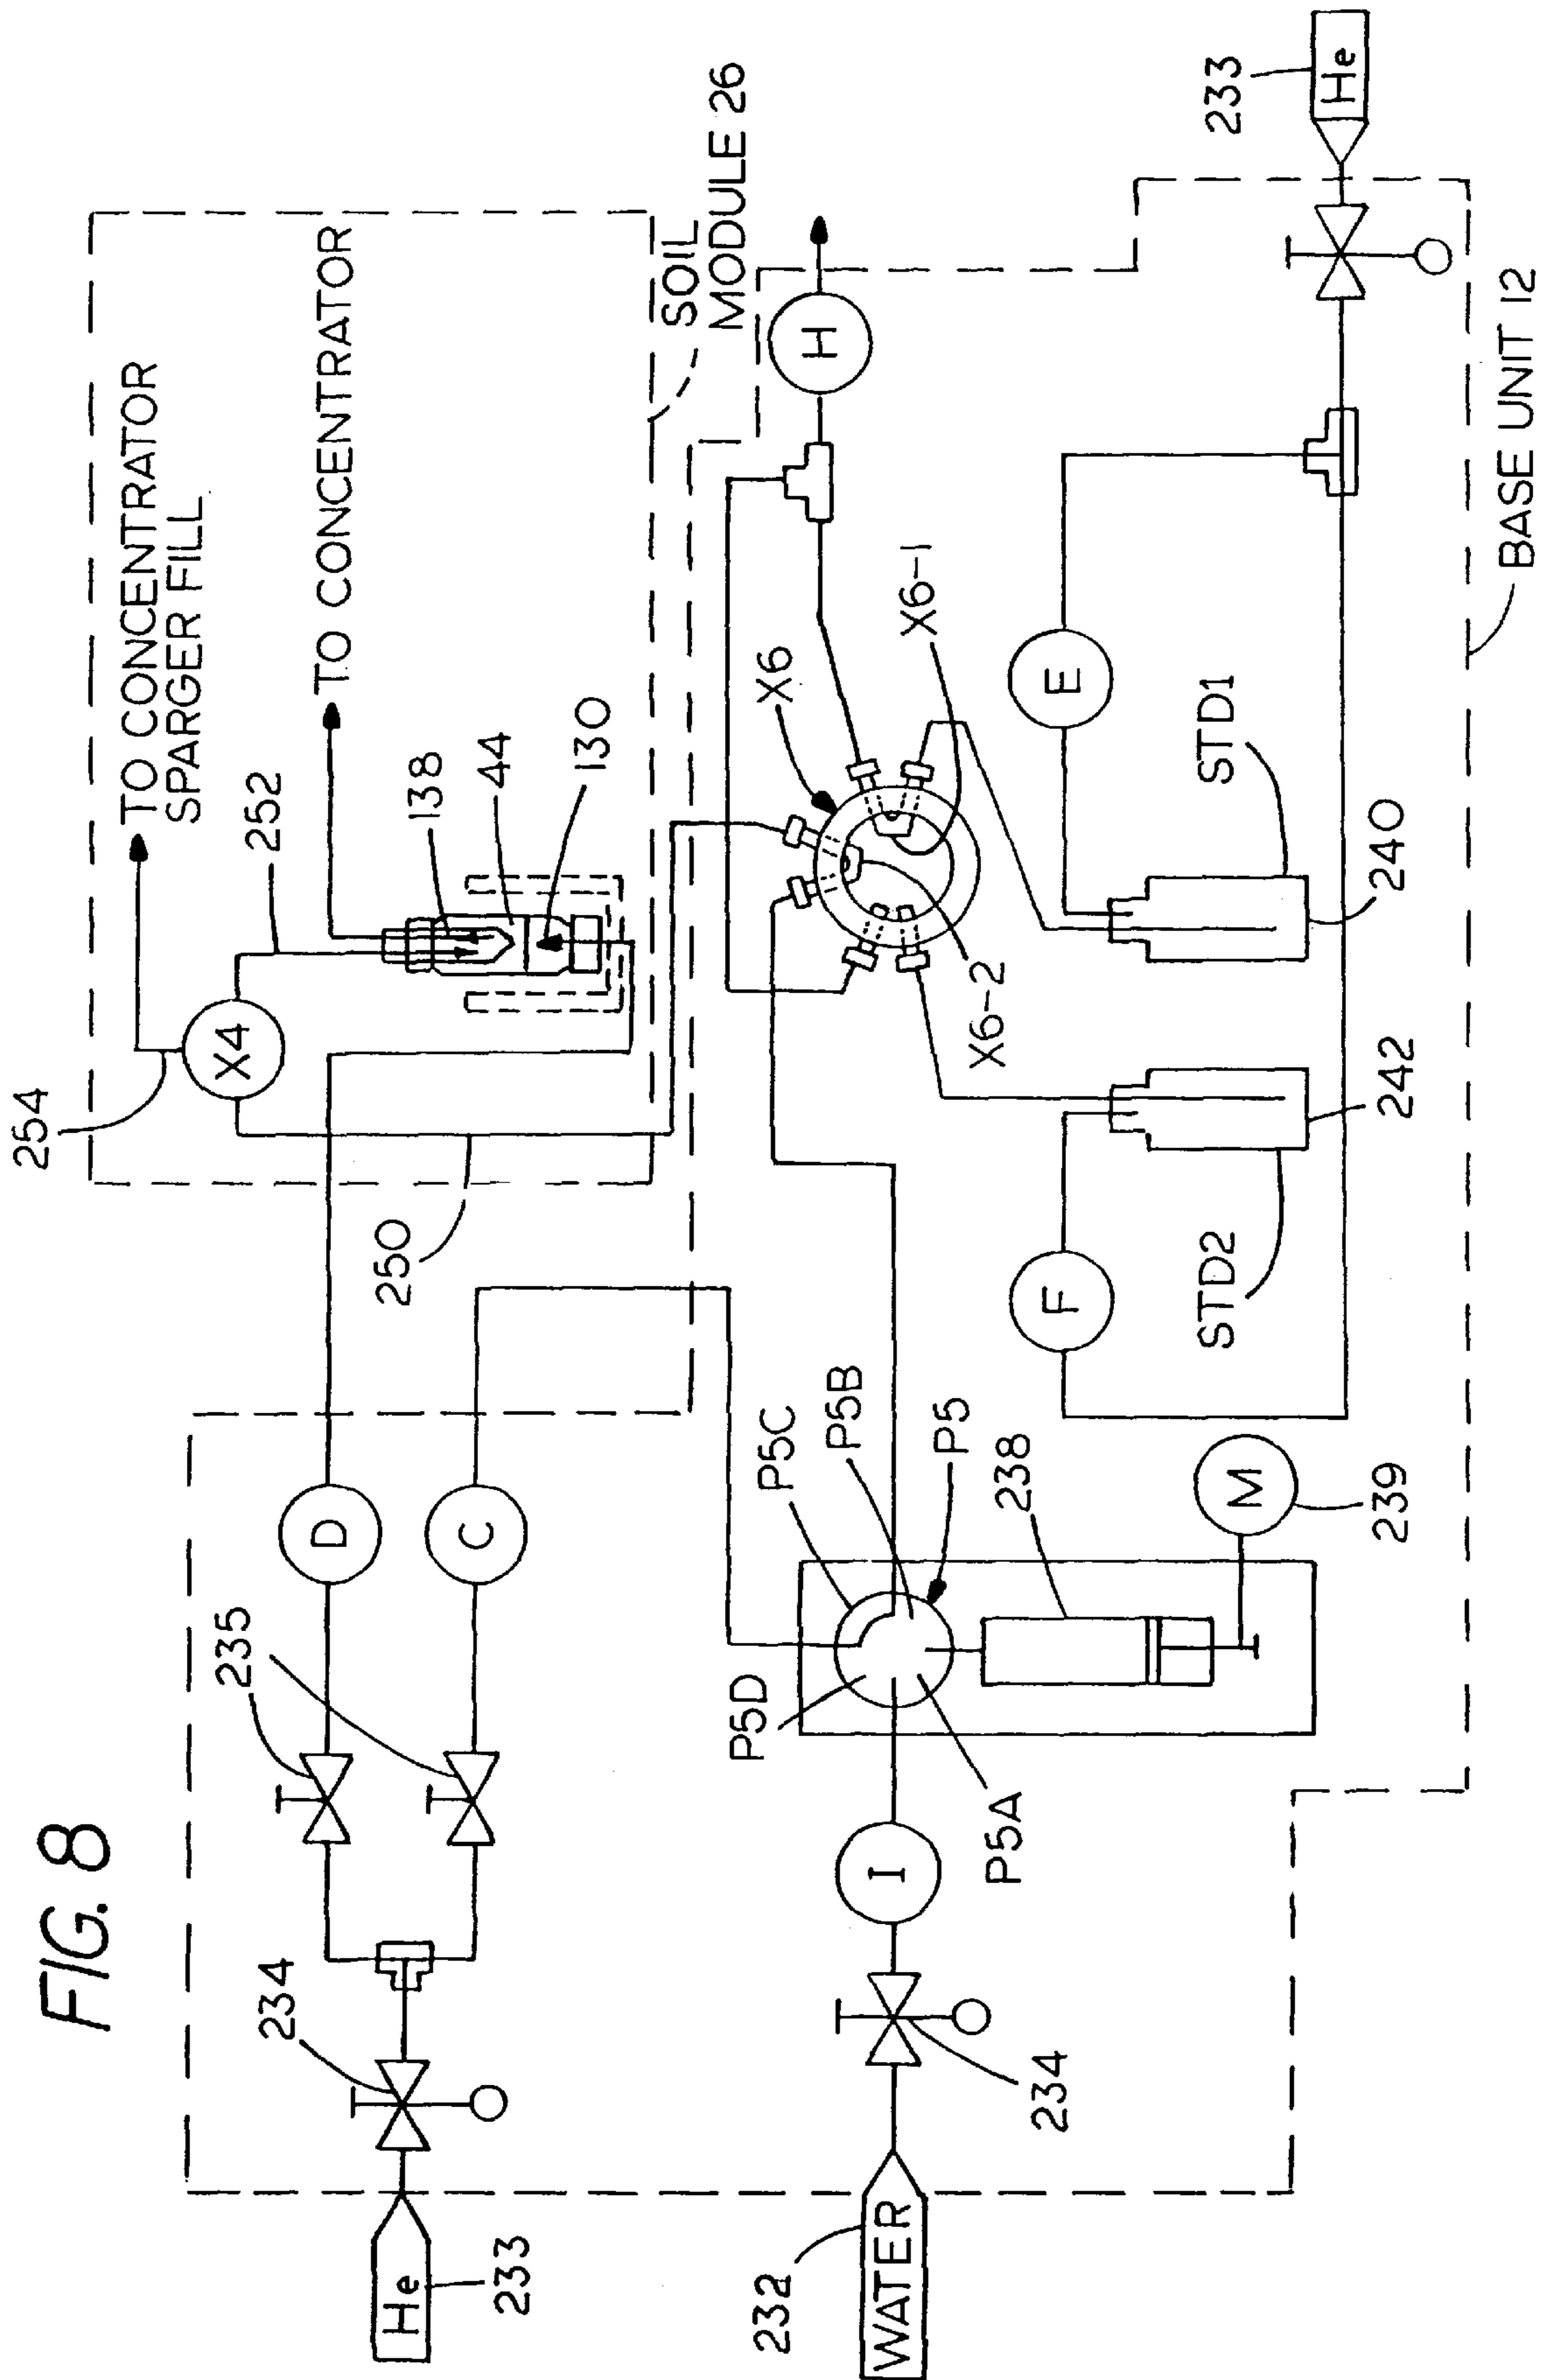 FIG. 8
He
233
234
235
D
C
254
X4
252
TO CONCENTRATOR
SPARGER FILL
TO CONCENTRATOR
138
44
130
250
SOIL
MODULE 26
232
WATER
234
I
P5A
P5D
P5C
P5B
P5
238
M
239
X6
X6-1
X6-2
H
F
STD2
242
E
STD1
240
233
He
BASE UNIT 12